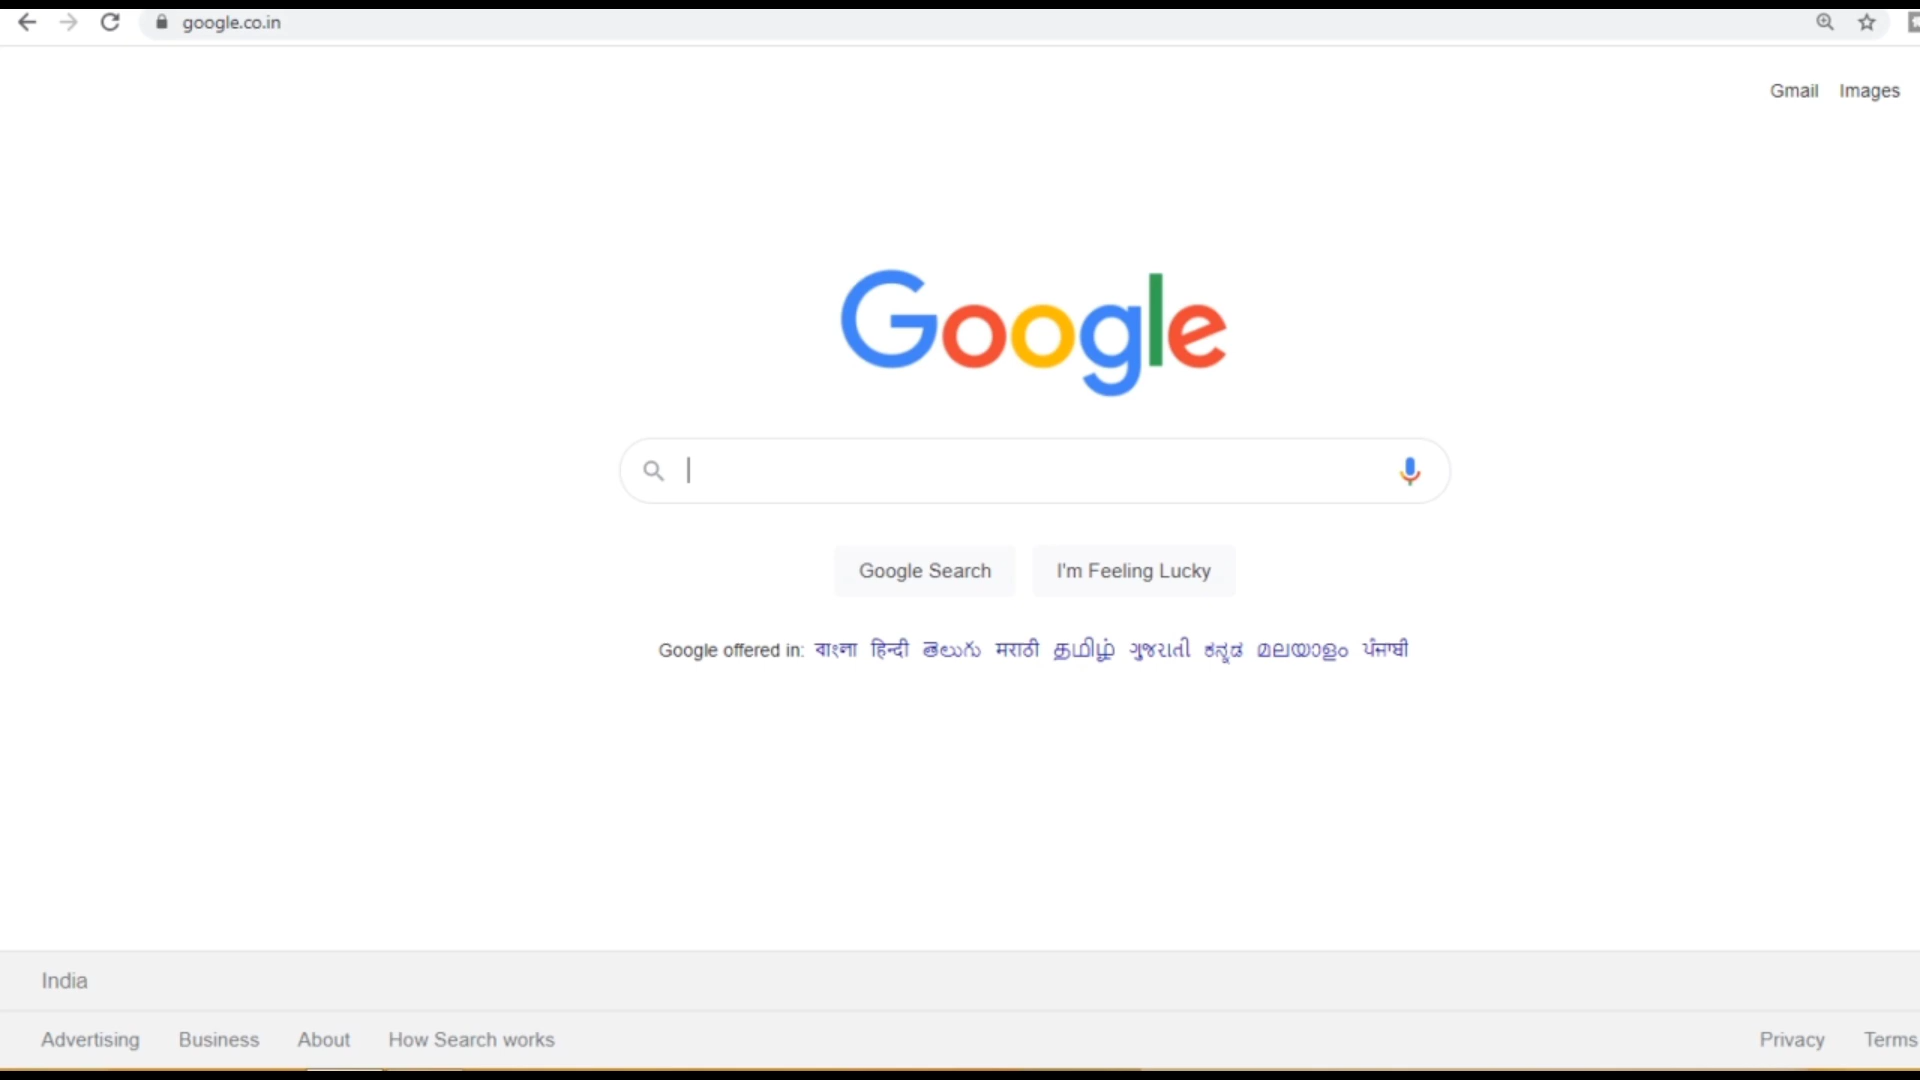 google.co.in
Gmail Images
Google
Google Search I'm Feeling Lucky
Google offered in: বাংলা हिन्दी తెలుగు मराठी தமிழ் ગુજરાતી ಕನ್ನಡ മലയാളം ਪੰਜਾਬੀ
India
Advertising Business About How Search works Privacy Terms